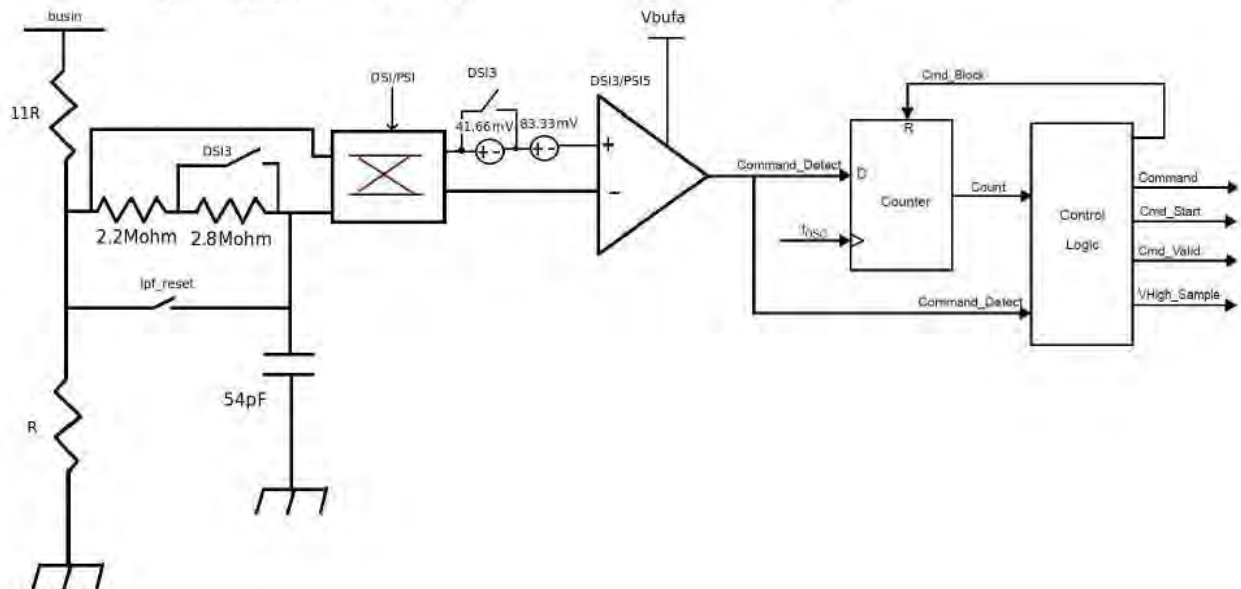 busin
Vbufa
DSI/PSI
DSI3
DSI3/PSI5
Cmd_Block
11R
41.66mV
83.33mV
+ -
+ -
+
R
DSI3
Command_Detect
D
Command
Counter
Count
Cmd_Start
2.2Mohm
2.8Mohm
−
Control
Logic
fOSC
Cmd_Valid
lpf_reset
Command_Detect
VHigh_Sample
54pF
R